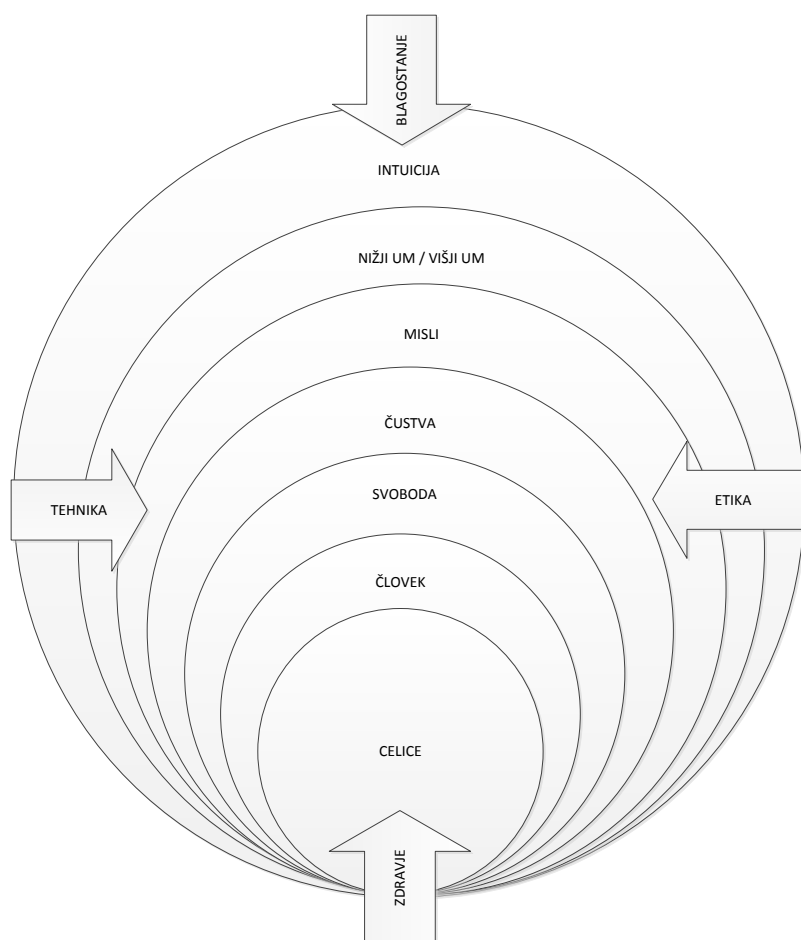 BLAGOSTANJE
INTUICIJA
NIŽJI UM / VIŠJI UM
MISLI
ČUSTVA
SVOBODA
TEHNIKA
ETIKA
ČLOVEK
CELICE
ZDRAVJE